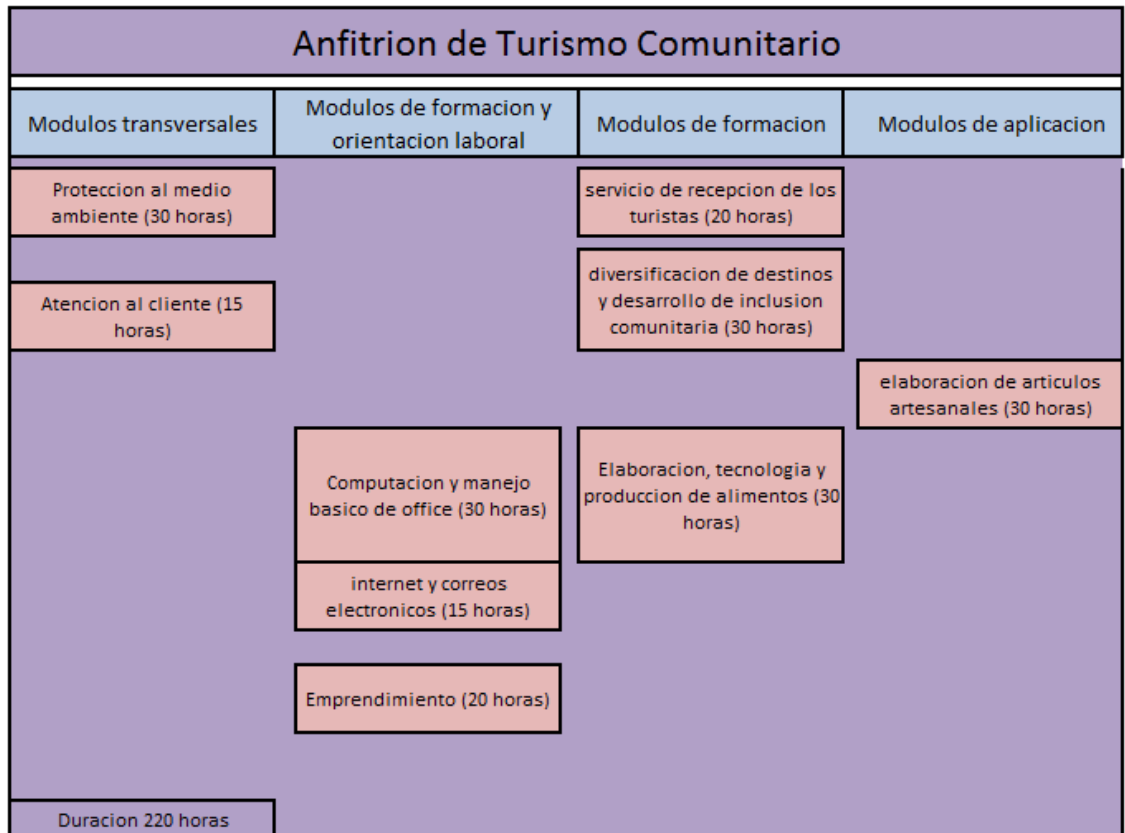 Anfitrion de Turismo Comunitario
Modulos transversales
Modulos de formacion y
orientacion laboral
Modulos de formacion
Modulos de aplicacion
Proteccion al medio
ambiente (30 horas)
servicio de recepcion de los
turistas (20 horas)
Atencion al cliente (15
horas)
diversificacion de destinos
y desarrollo de inclusion
comunitaria (30 horas)
elaboracion de articulos
artesanales (30 horas)
Computacion y manejo
basico de office (30 horas)
Elaboracion, tecnologia y
produccion de alimentos (30
horas)
internet y correos
electronicos (15 horas)
Emprendimiento (20 horas)
Duracion 220 horas